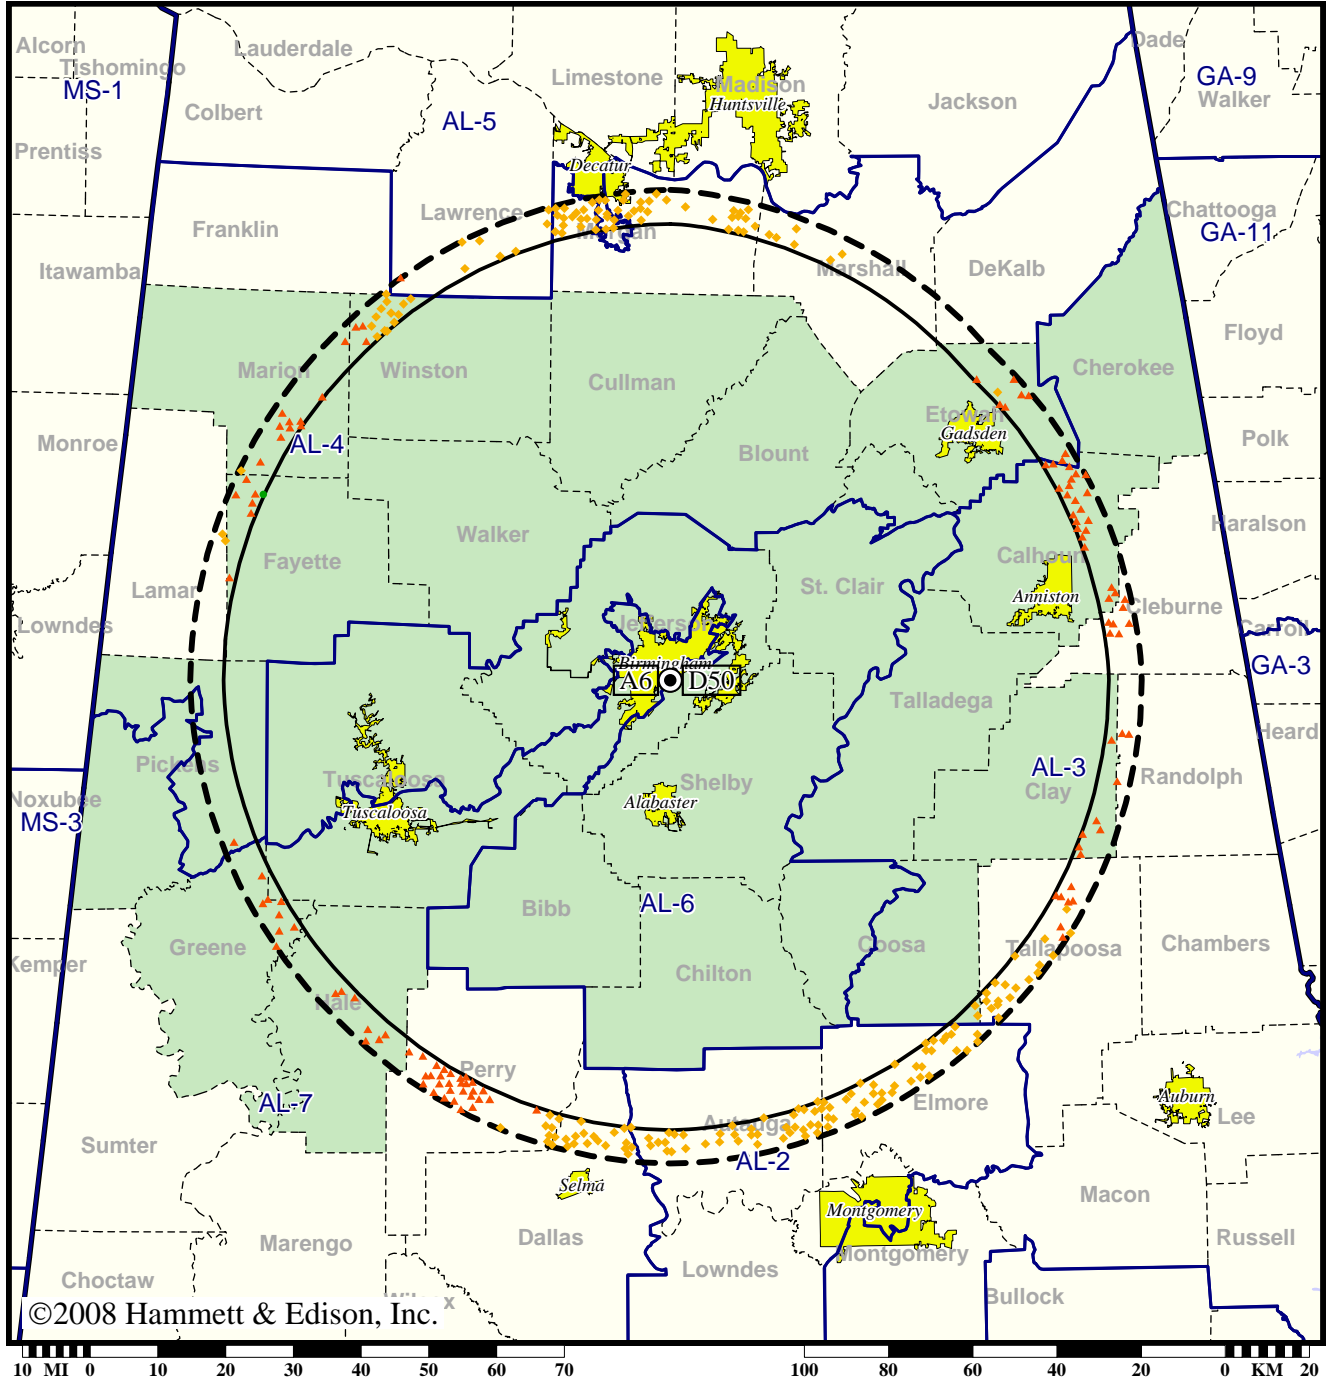 Alcorn
Tishomingo
MS-1
Prentiss
Lauderdale
Colbert
AL-5
Limestone
Madison
Huntsville
Decatur
Jackson
Dade
GA-9
Walker
Franklin
Lawrence
Morgan
Marshall
DeKalb
Chattooga
GA-11
Itawamba
Floyd
Marion
Winston
Cullman
Cherokee
Etowah
Gadsden
Monroe
AL-4
Blount
Polk
Walker
Haralson
Fayette
Calhoun
St. Clair
Lamar
Anniston
Cleburne
Lowndes
Jefferson
Carroll
Birmingham
GA-3
A6
D50
Talladega
Heard
Pickens
Tuscaloosa
Shelby
AL-3
Randolph
Clay
Noxubee
MS-3
Tuscaloosa
Alabaster
Bibb
AL-6
Greene
Coosa
Tallapoosa
Chambers
Kemper
Chilton
Hale
Perry
AL-7
Autauga
Elmore
Auburn
Lee
Sumter
AL-2
Selma
Macon
Montgomery
Dallas
Marengo
Montgomery
Russell
Lowndes
Choctaw
Bullock
Wilcox
©2008 Hammett & Edison, Inc.
10 MI 0 10 20 30 40 50 60 70 100 80 60 40 20 0 KM 20